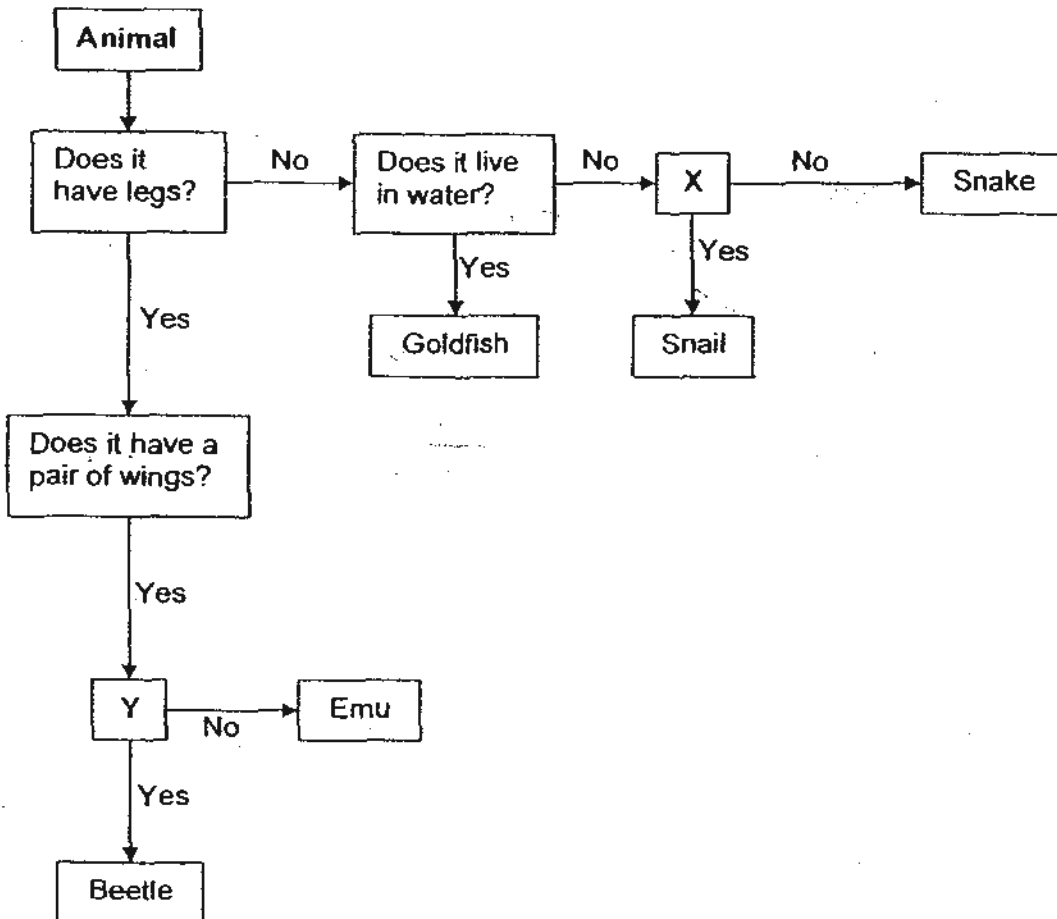 Animal
Does it
have legs?
No
Does it live
in water?
No
X
No
Snake
Yes
Yes
Yes
Goldfish
Snail
Does it have a
pair of wings?
Yes
Y
No
Emu
Yes
Beetle